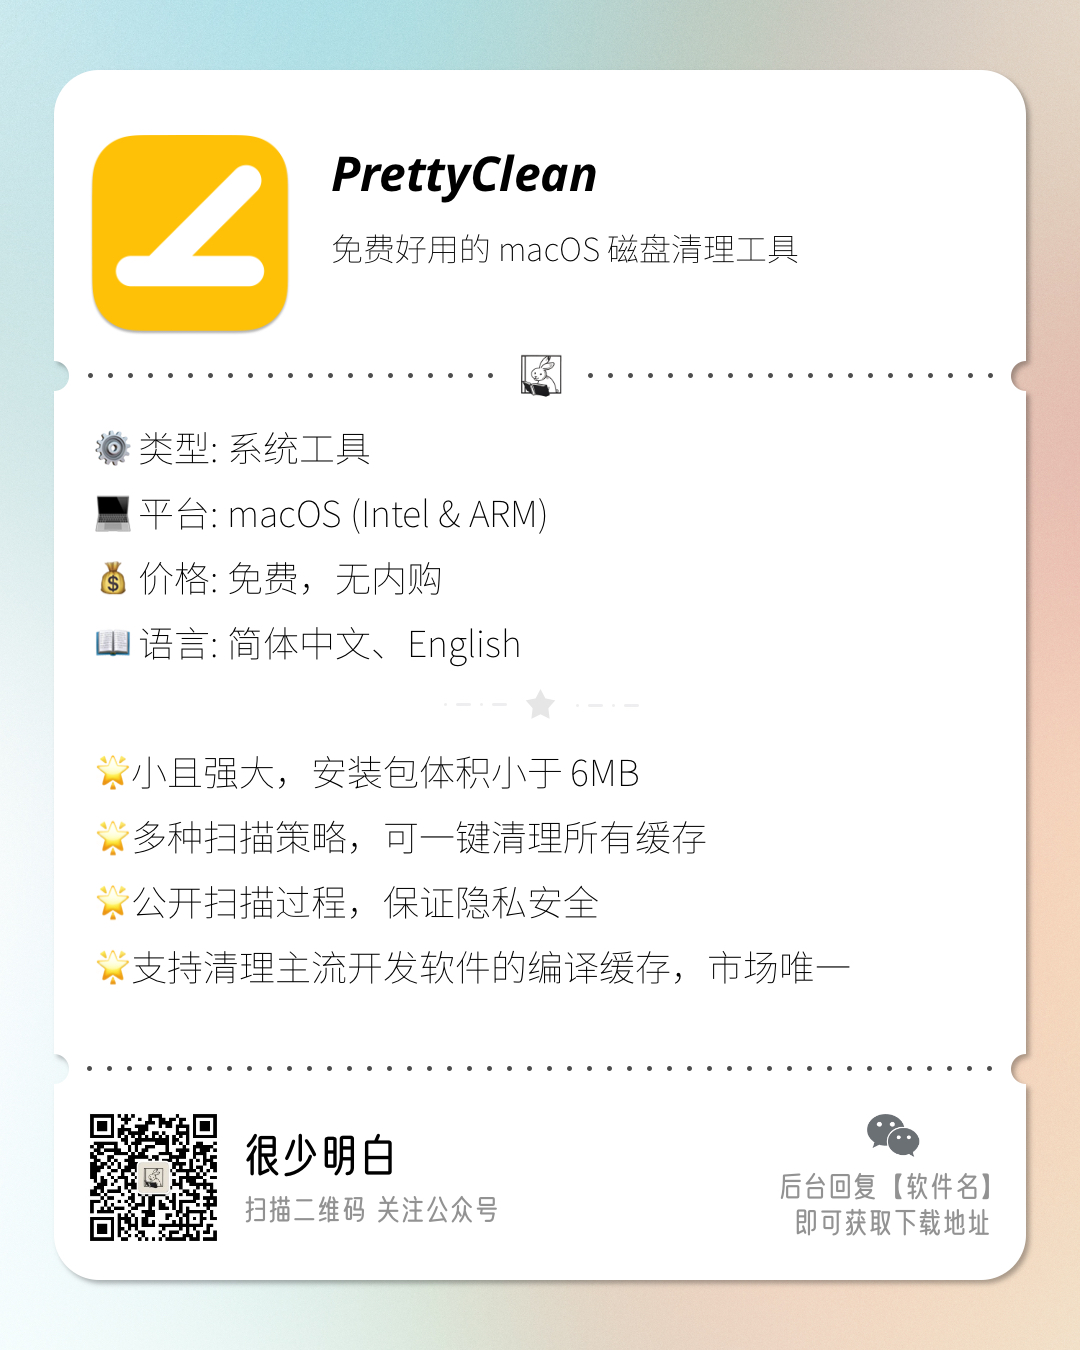 PrettyClean
免费好用的 macOS 磁盘清理工具
类型: 系统工具
平台: macOS (Intel & ARM)
价格: 免费，无内购
语言: 简体中文、English
小且强大，安装包体积小于 6MB
多种扫描策略，可一键清理所有缓存
公开扫描过程，保证隐私安全
支持清理主流开发软件的编译缓存，市场唯一
很少明白
扫描二维码 关注公众号
后台回复【软件名】
即可获取下载地址